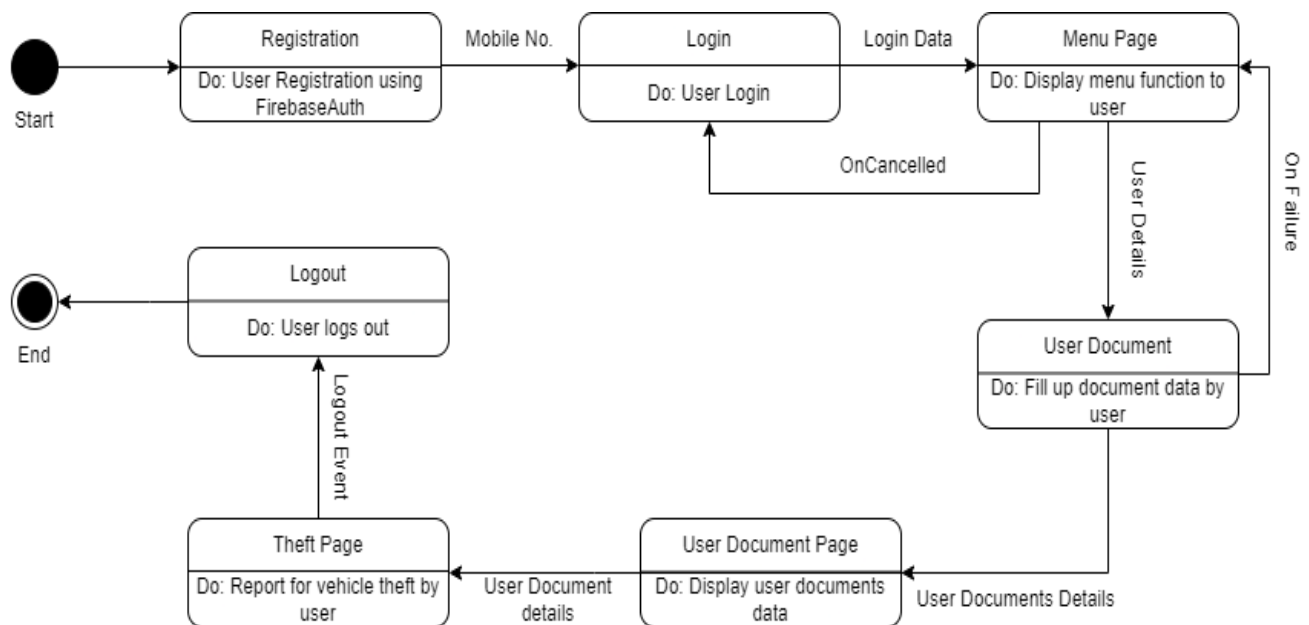 Registration
Do: User Registration using
FirebaseAuth
Mobile No.
Login
Do: User Login
Login Data
Menu Page
Do: Display menu function to
user
Start
OnCancelled
User Details
On Failure
Logout
Do: User logs out
End
User Document
Do: Fill up document data by
user
Logout Event
Theft Page
Do: Report for vehicle theft by
user
User Document
details
User Document Page
Do: Display user documents
data
User Documents Details